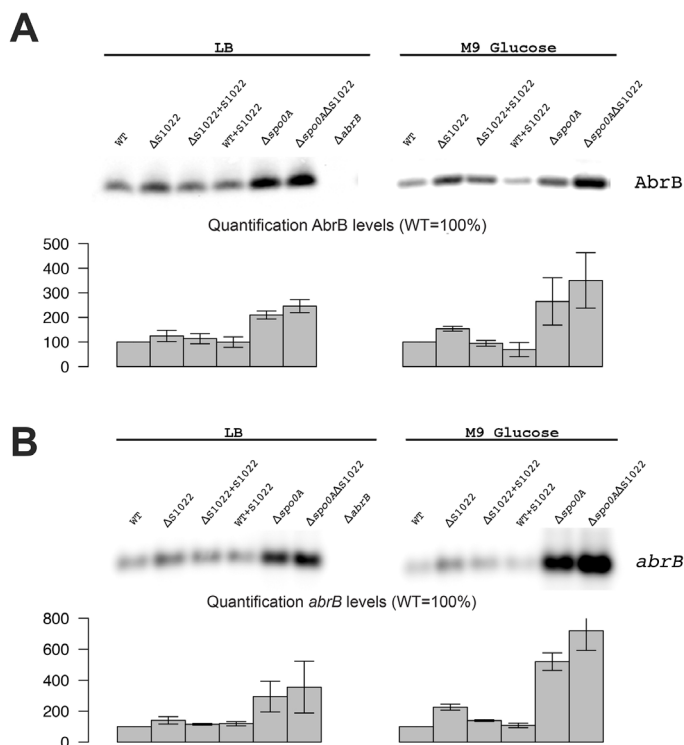 A
LB
M9 Glucose
WT
ΔS1022
ΔS1022+S1022
WT+S1022
Δspo0A
Δspo0AΔS1022
ΔabrB
WT
ΔS1022
ΔS1022+S1022
WT+S1022
Δspo0A
Δspo0AΔS1022
AbrB
Quantification AbrB levels (WT=100%)
500
400
300
200
100
0
B
LB
M9 Glucose
WT
ΔS1022
ΔS1022+S1022
WT+S1022
Δspo0A
Δspo0AΔS1022
ΔabrB
WT
ΔS1022
ΔS1022+S1022
WT+S1022
Δspo0A
Δspo0AΔS1022
abrB
Quantification abrB levels (WT=100%)
800
600
400
200
0